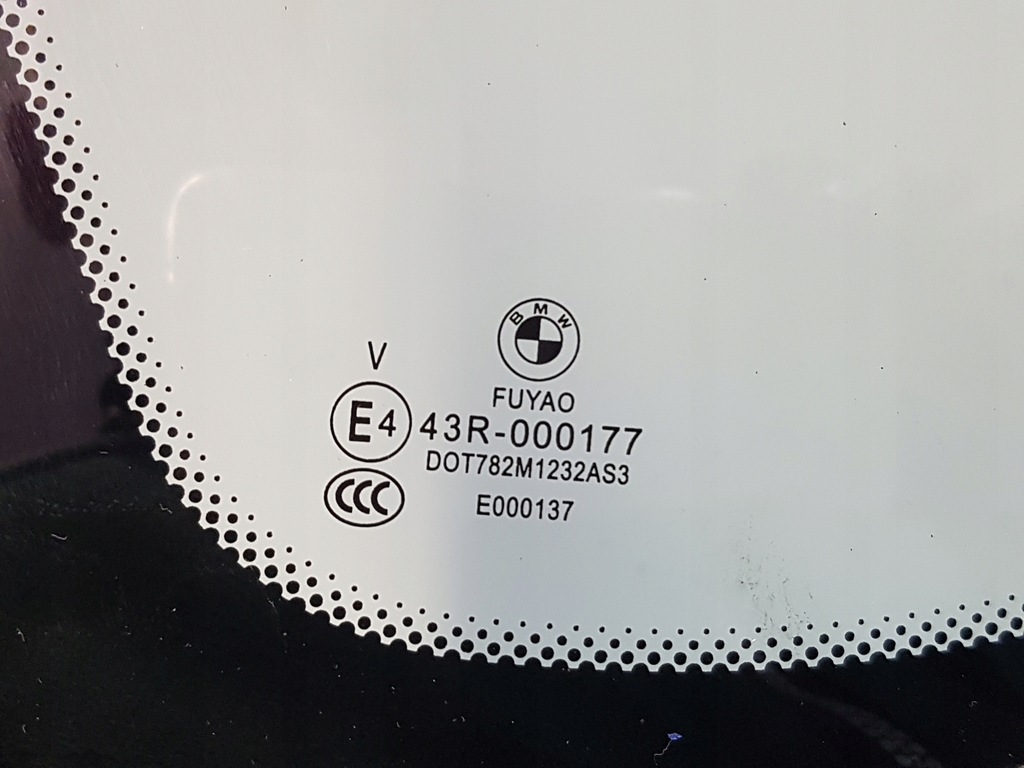 BMW
FUYAO
V
E4 43R-000177
DOT782M1232AS3
CCC
E000137